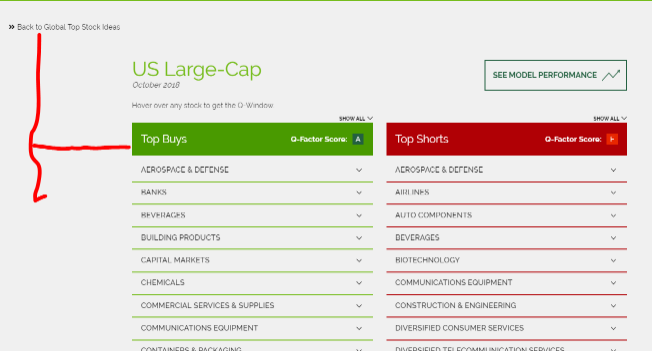 » Back to Global Top Stock Ideas
US Large-Cap
October 2018
SEE MODEL PERFORMANCE
Hover over any stock to get the Q-Window
SHOW ALL
Top Buys Q-Factor Score: A
AEROSPACE & DEFENSE
BANKS
BEVERAGES
BUILDING PRODUCTS
CAPITAL MARKETS
CHEMICALS
COMMERCIAL SERVICES & SUPPLIES
COMMUNICATIONS EQUIPMENT
CONTAINERS & PACKAGING
SHOW ALL
Top Shorts Q-Factor Score: F
AEROSPACE & DEFENSE
AIRLINES
AUTO COMPONENTS
BEVERAGES
BIOTECHNOLOGY
COMMUNICATIONS EQUIPMENT
CONSTRUCTION & ENGINEERING
DIVERSIFIED CONSUMER SERVICES
DIVERSIFIED TELECOMMUNICATION SERVICES